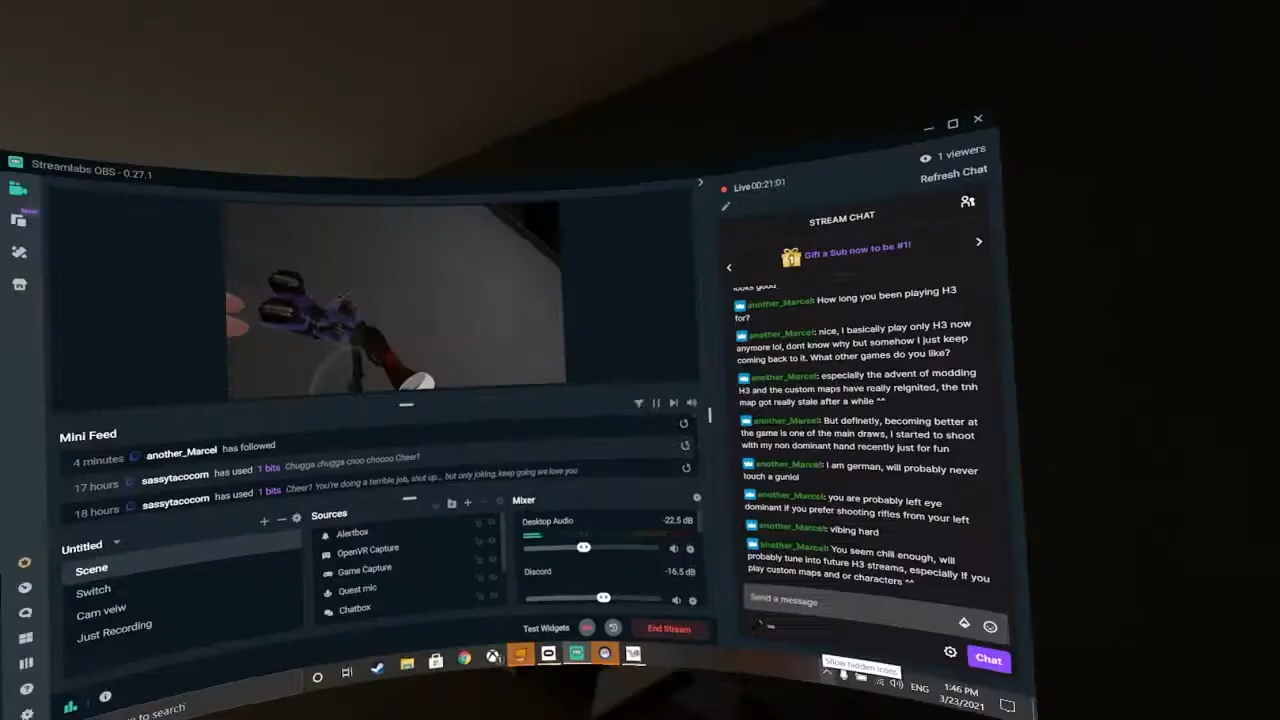 Streamlabs OBS - 0.27.1
1 viewers
Live 00:21:01
Refresh Chat
STREAM CHAT
Gift a Sub now to be #1!
looks good
another_Marcel: How long you been playing H3
for?
another_Marcel: nice, I basically play only H3 now
anymore lol, dont know why but somehow I just keep
coming back to it. What other games do you like?
another_Marcel: especially the advent of modding
H3 and the custom maps have really reignited, the tnh
map got really stale after a while ^^
another_Marcel: But definetly, becoming better at
the game is one of the main draws, I started to shoot
with my non dominant hand recently just for fun
another_Marcel: I am german, will probably never
touch a gunlol
another_Marcel: you are probably left eye
dominant if you prefer shooting rifles from your left
another_Marcel: vibing hard
another_Marcel: You seem chill enough, will
probably tune into future H3 streams, especially if you
play custom maps and or characters ^^
Send a message
Chat
Mini Feed
4 minutes another_Marcel has followed
17 hours sassytacocorn has used 1 bits Chugga chugga choo choooo Cheer1
18 hours sassytacocorn has used 1 bits Cheer1 You're doing a terrible job, shut up... but only joking, keep going we love you
Untitled
Scene
Switch
Cam veiw
Just Recording
Sources
Alertbox
OpenVR Capture
Game Capture
Quest mic
Chatbox
Mixer
Desktop Audio -22.5 dB
Discord -16.5 dB
Test Widgets
End Stream
Show hidden icons
to search
ENG
1:46 PM
3/23/2021